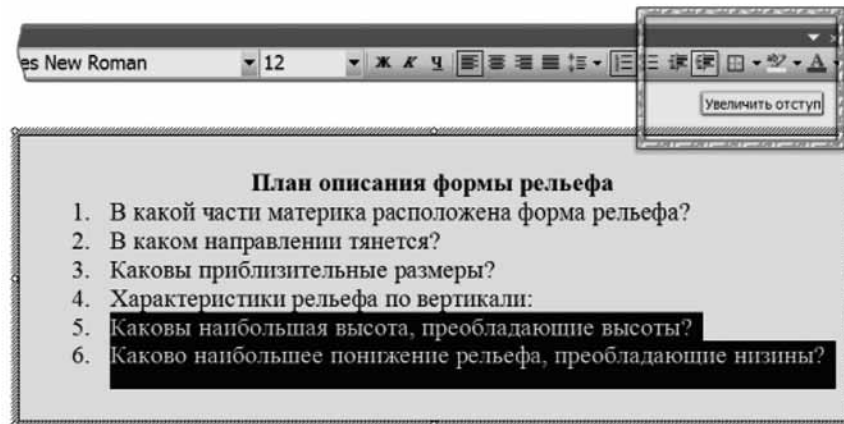 es New Roman 12 Ж К Ч
Увеличить отступ
План описания формы рельефа
1. В какой части материка расположена форма рельефа?
2. В каком направлении тянется?
3. Каковы приблизительные размеры?
4. Характеристики рельефа по вертикали:
5. Каковы наибольшая высота, преобладающие высоты?
6. Каково наибольшее понижение рельефа, преобладающие низины?